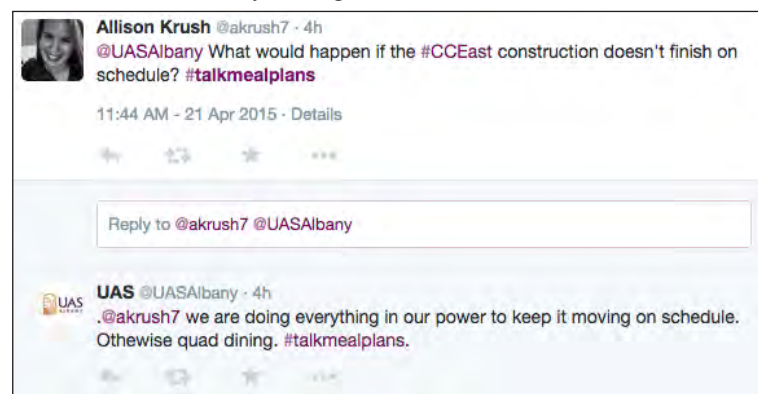 Allison Krush @akrush7 · 4h
@UASAlbany What would happen if the #CCEast construction doesn't finish on
schedule? #talkmealplans
11:44 AM - 21 Apr 2015 · Details
Reply to @akrush7 @UASAlbany
UAS
UAS @UASAlbany · 4h
.@akrush7 we are doing everything in our power to keep it moving on schedule.
Othewise quad dining. #talkmealplans.